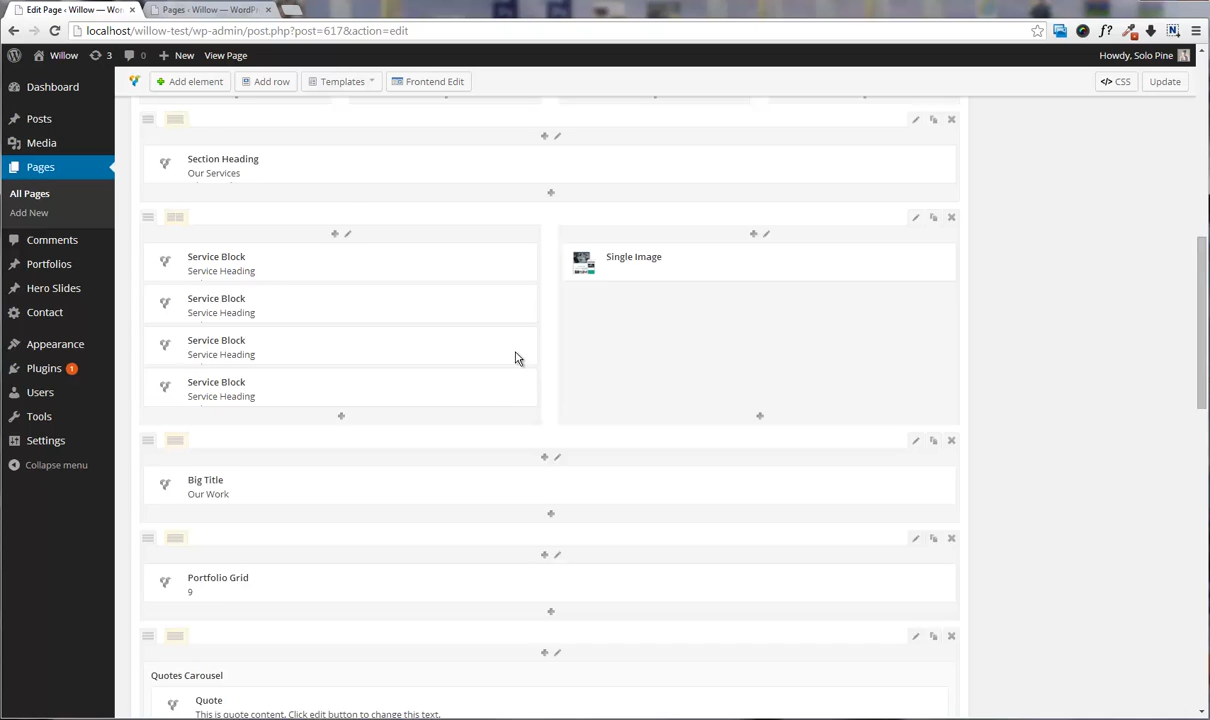 Edit Page ‹ Willow — Wor
Pages ‹ Willow — WordPr
localhost/willow-test/wp-admin/post.php?post=617&action=edit
Willow
3
0
New
View Page
Howdy, Solo Pine
Dashboard
Posts
Media
Pages
All Pages
Add New
Comments
Portfolios
Hero Slides
Contact
Appearance
Plugins 1
Users
Tools
Settings
Collapse menu
Add element
Add row
Templates
Frontend Edit
</> CSS
Update
Section Heading
Our Services
Service Block
Service Heading
Service Block
Service Heading
Service Block
Service Heading
Service Block
Service Heading
Single Image
Big Title
Our Work
Portfolio Grid
9
Quotes Carousel
Quote
This is quote content. Click edit button to change this text.